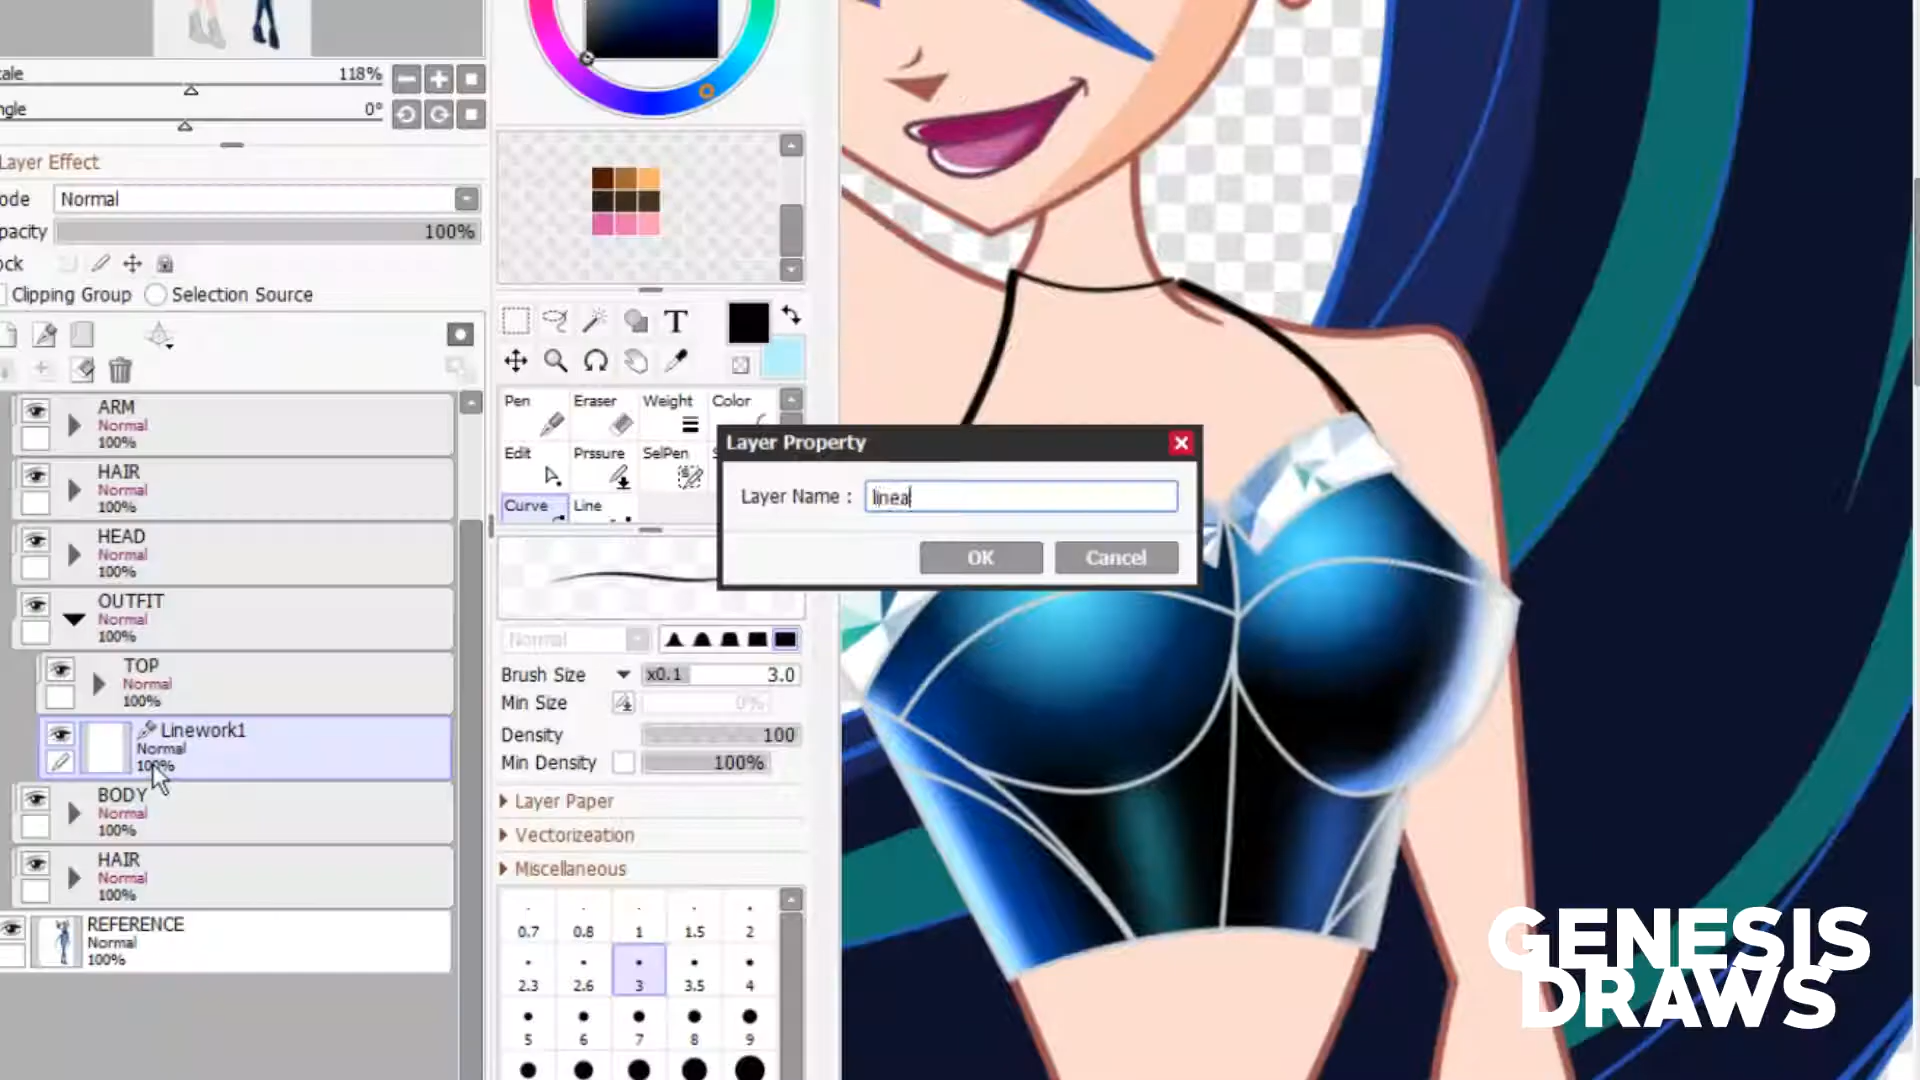 cale 118%
ngle 0°
Layer Effect
ode Normal
pacity 100%
ock
Clipping Group Selection Source
ARM
Normal
100%
HAIR
Normal
100%
HEAD
Normal
100%
OUTFIT
Normal
100%
TOP
Normal
100%
Linework1
Normal
100%
BODY
Normal
100%
HAIR
Normal
100%
REFERENCE
Normal
100%
T
Pen Eraser Weight Color
Edit Prssure SelPen
Curve Line
Layer Property
Layer Name : linea
OK Cancel
Normal
Brush Size x0.1 3.0
Min Size 0%
Density 100
Min Density 100%
Layer Paper
Vectorizeation
Miscellaneous
0.7 0.8 1 1.5 2
2.3 2.6 3 3.5 4
5 6 7 8 9
GENESIS
DRAWS